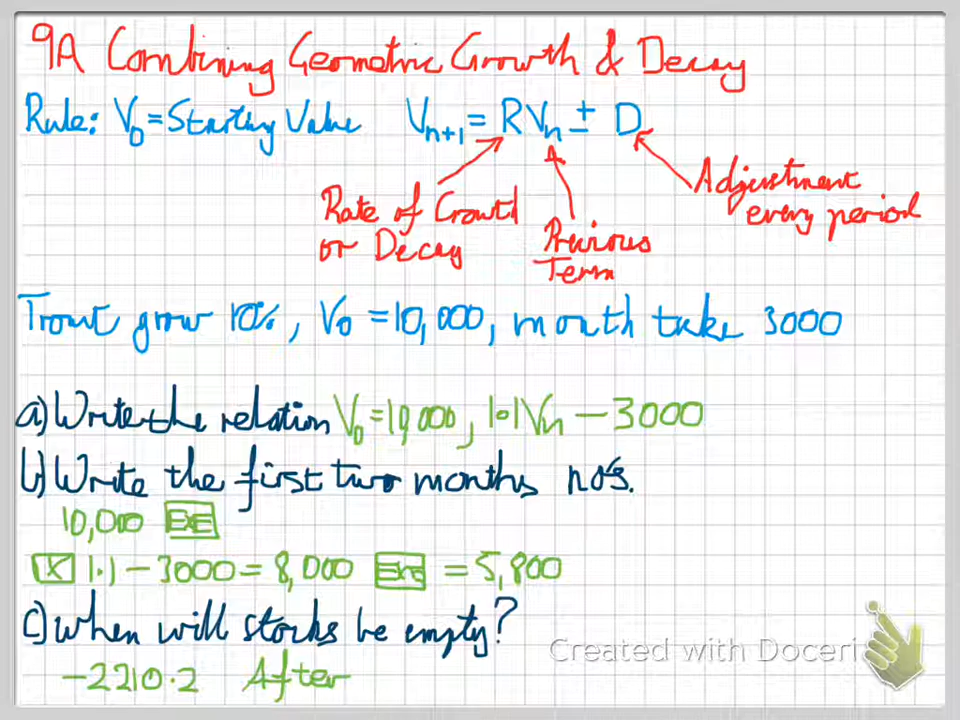 9A Combining Geometric Growth & Decay
Rule: V₀ = Starting Value Vₙ₊₁ = RVₙ ± D
Adjustment
every period
Rate of Growth
or Decay
Previous
Term
Trout grow 10%, V₀ = 10,000, month take 3000
a) Write the relation V₀ = 10,000, 1.1Vₙ - 3000
b) Write the first two months no's.
10,000 EXE
X 1.1 - 3000 = 8,000 EXE = 5,800
c) When will stocks be empty?
Created with Doceri
-2210.2 After